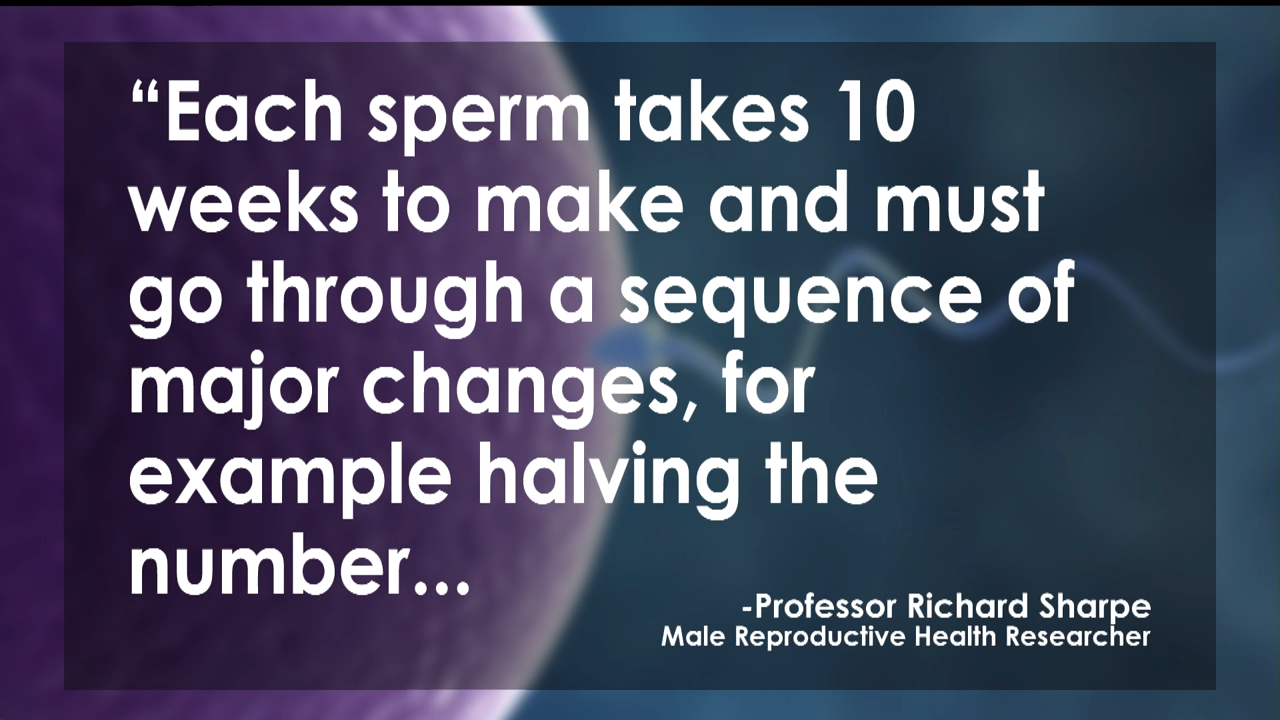 “Each sperm takes 10
weeks to make and must
go through a sequence of
major changes, for
example halving the
number...
-Professor Richard Sharpe
Male Reproductive Health Researcher